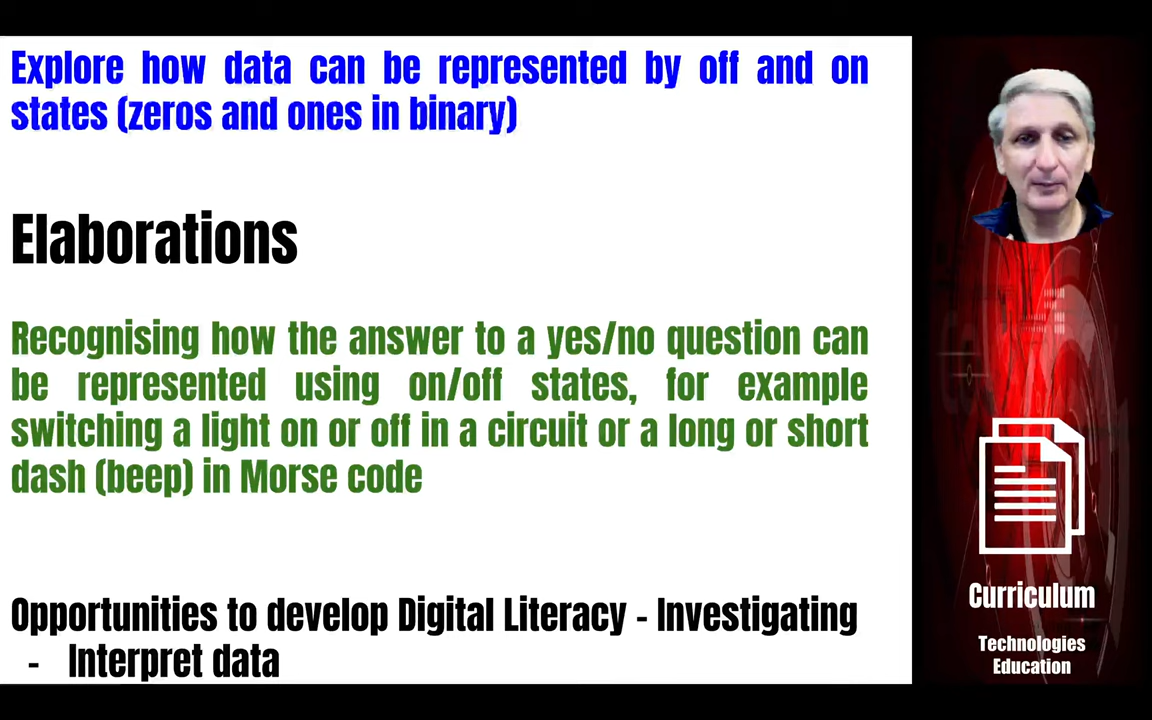 Explore how data can be represented by off and on
states (zeros and ones in binary)
Elaborations
Recognising how the answer to a yes/no question can
be represented using on/off states, for example
switching a light on or off in a circuit or a long or short
dash (beep) in Morse code
Opportunities to develop Digital Literacy - Investigating
- Interpret data
Curriculum
Technologies
Education